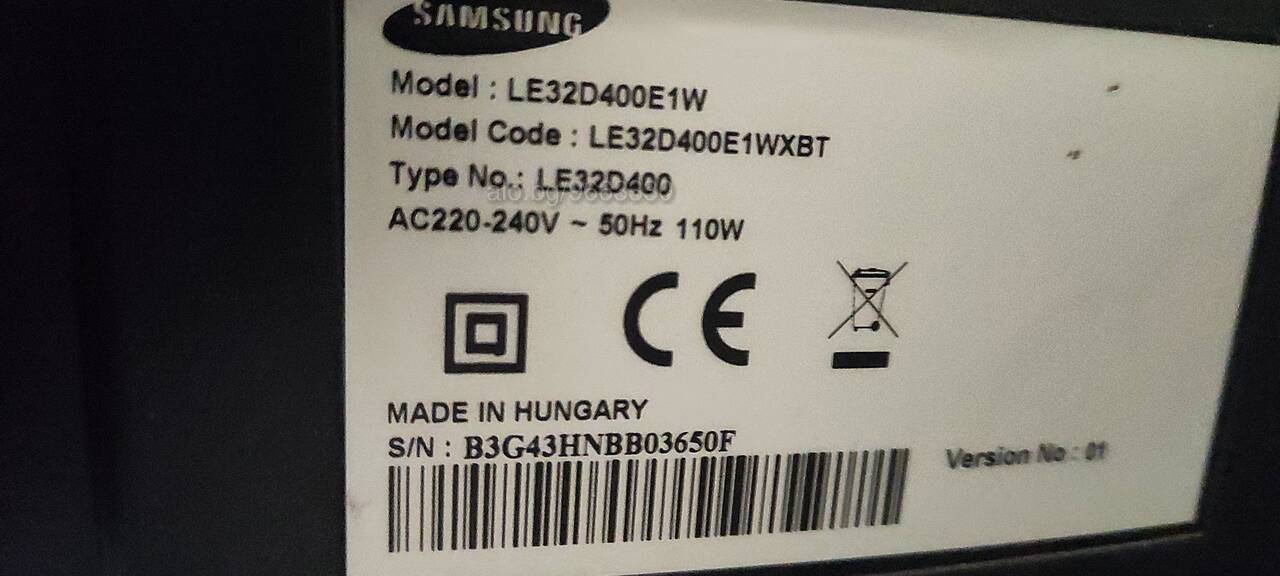 SAMSUNG
Model : LE32D400E1W
Model Code : LE32D400E1WXBT
Type No.: LE32D400
AC220-240V ~ 50Hz 110W
CE
MADE IN HUNGARY
S/N : B3G43HNBB03650F
Version No : 01